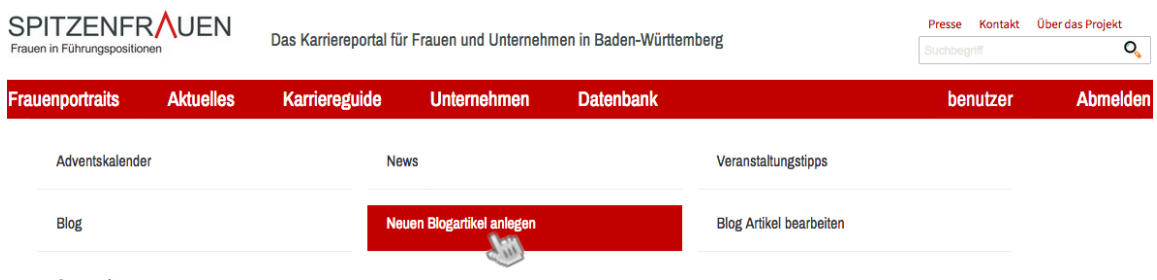 SPITZENFRAUEN
Frauen in Führungspositionen
Das Karriereportal für Frauen und Unternehmen in Baden-Württemberg
Presse Kontakt Über das Projekt
Suchbegriff
Frauenportraits Aktuelles Karriereguide Unternehmen Datenbank benutzer Abmelden
Adventskalender News Veranstaltungstipps
Blog Neuen Blogartikel anlegen Blog Artikel bearbeiten